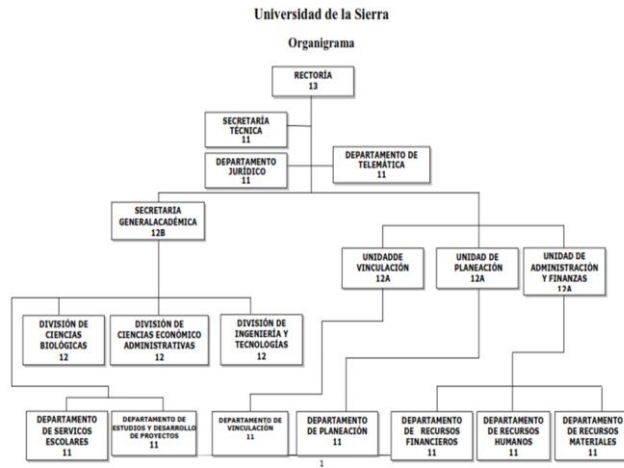 Universidad de la Sierra
Organigrama
RECTORÍA
13
SECRETARÍA
TÉCNICA
11
DEPARTAMENTO
JURÍDICO
11
DEPARTAMENTO DE
TELEMÁTICA
11
SECRETARIA
GENERALACADÉMICA
12B
UNIDADDE
VINCULACIÓN
12A
UNIDAD DE
PLANEACIÓN
12A
UNIDAD DE
ADMINISTRACIÓN
Y FINANZAS
12A
DIVISIÓN DE
CIENCIAS
BIOLÓGICAS
12
DIVISIÓN DE
CIENCIAS ECONÓMICO
ADMINISTRATIVAS
12
DIVISIÓN DE
INGENIERÍA Y
TECNOLOGÍAS
12
DEPARTAMENTO
DE SERVICIOS
ESCOLARES
11
DEPARTAMENTO DE
ESTUDIOS Y DESARROLLO
DE PROYECTOS
11
DEPARTAMENTO DE
VINCULACIÓN
11
DEPARTAMENTO
DE PLANEACIÓN
11
DEPARTAMENTO
DE RECURSOS
FINANCIEROS
11
DEPARTAMENTO
DE RECURSOS
HUMANOS
11
DEPARTAMENTO
DE RECURSOS
MATERIALES
11
1